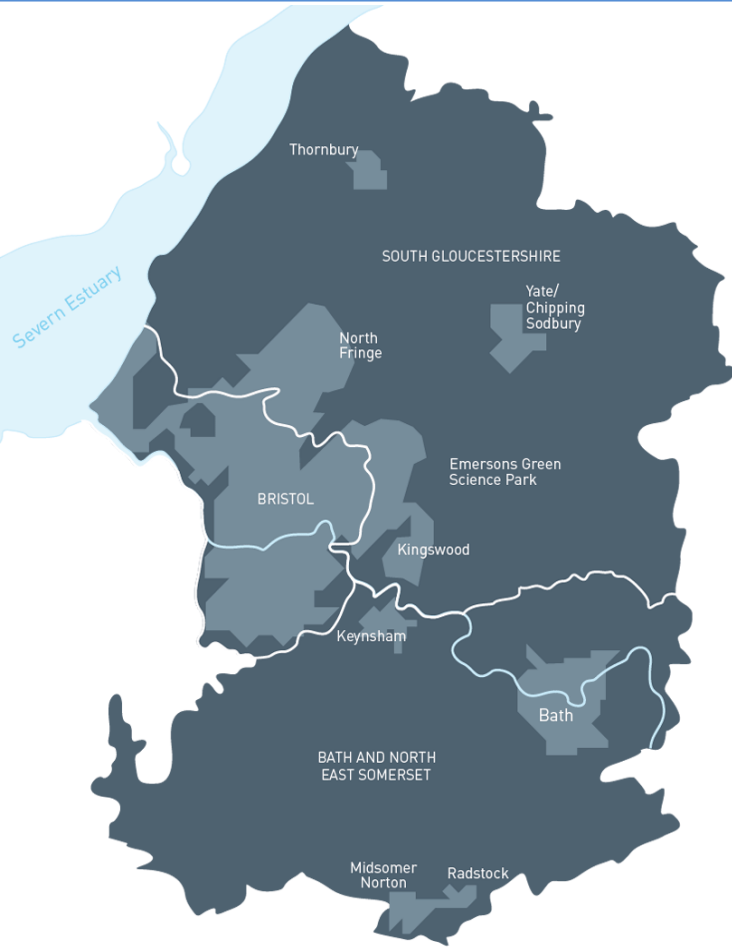 Thornbury
SOUTH GLOUCESTERSHIRE
Severn Estuary
Yate/
Chipping
Sodbury
North
Fringe
Emersons Green
Science Park
BRISTOL
Kingswood
Keynsham
Bath
BATH AND NORTH
EAST SOMERSET
Midsomer
Norton
Radstock